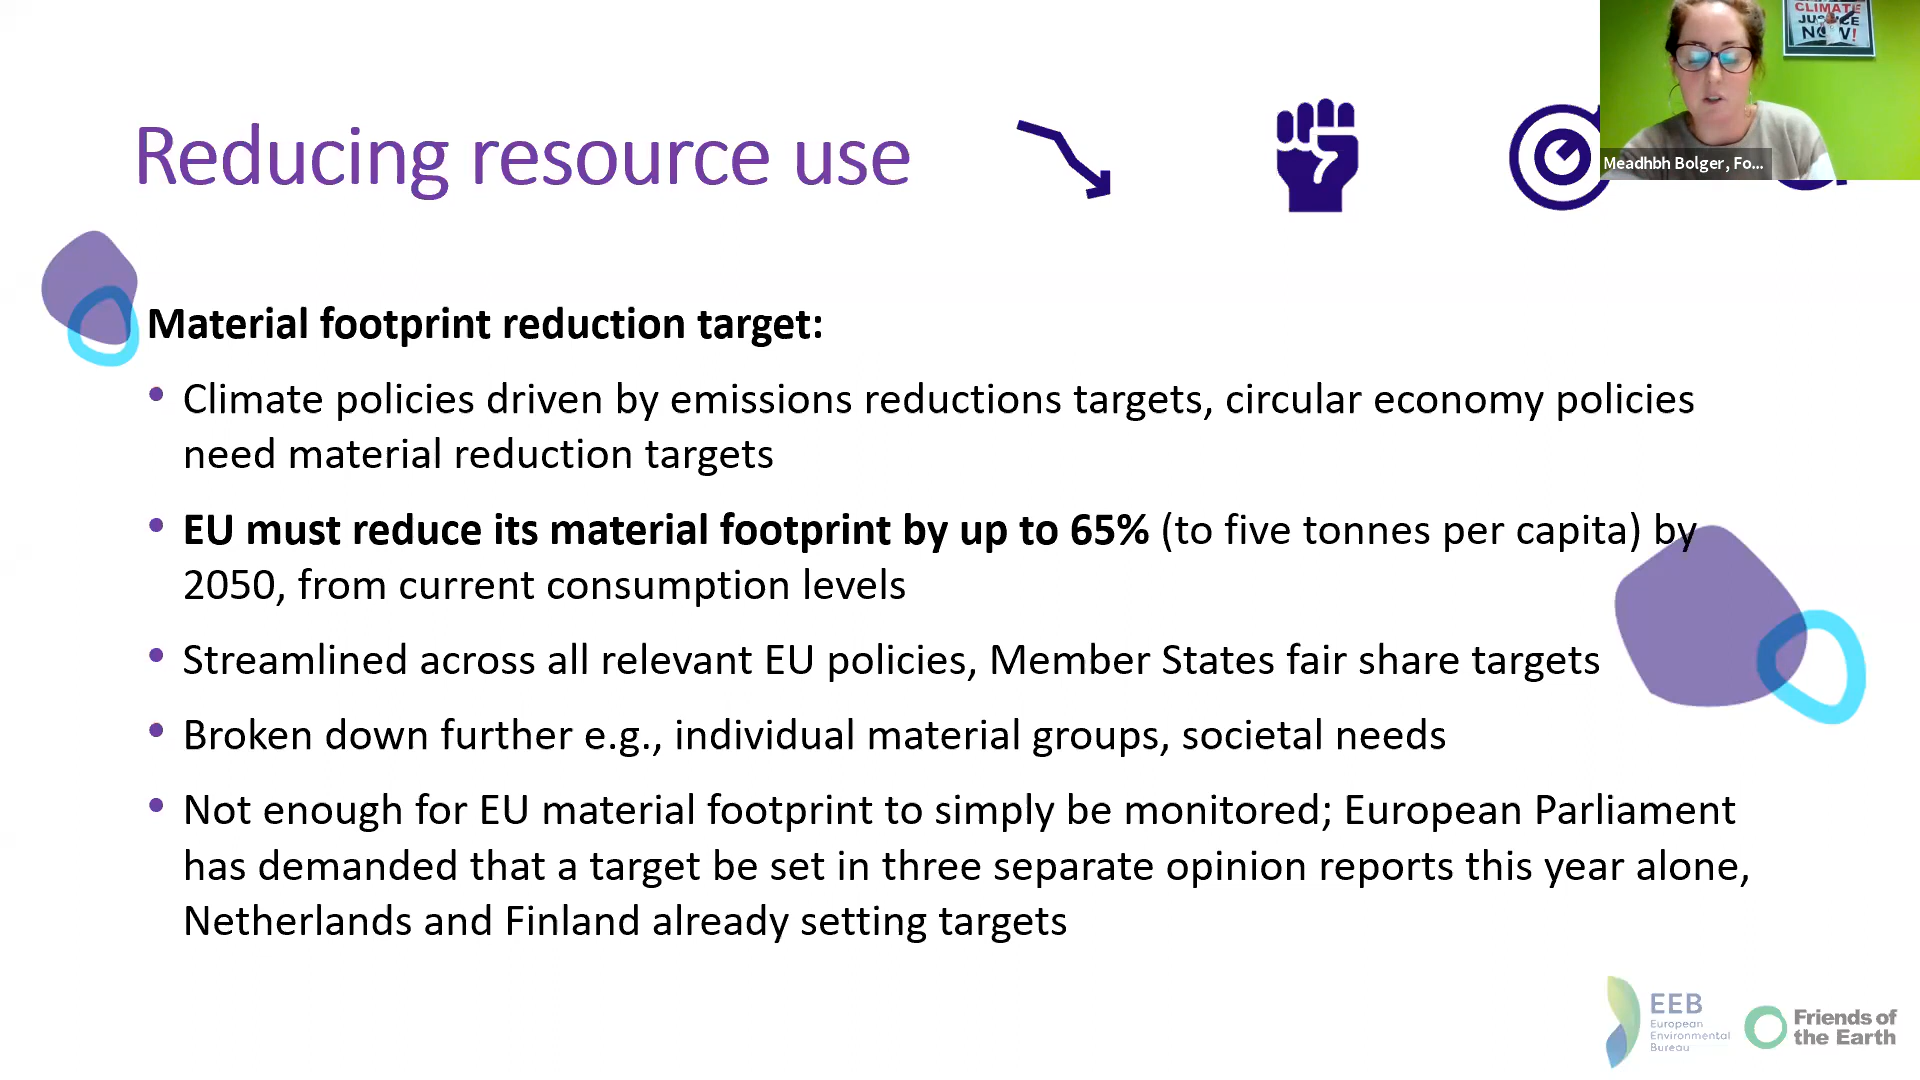 CLIMATE
JUSTICE
NOW!
Meadhbh Bolger, Fo...
Reducing resource use
Material footprint reduction target:
• Climate policies driven by emissions reductions targets, circular economy policies
need material reduction targets
• EU must reduce its material footprint by up to 65% (to five tonnes per capita) by
2050, from current consumption levels
• Streamlined across all relevant EU policies, Member States fair share targets
• Broken down further e.g., individual material groups, societal needs
• Not enough for EU material footprint to simply be monitored; European Parliament
has demanded that a target be set in three separate opinion reports this year alone,
Netherlands and Finland already setting targets
EEB
European
Environmental
Bureau
Friends of
the Earth